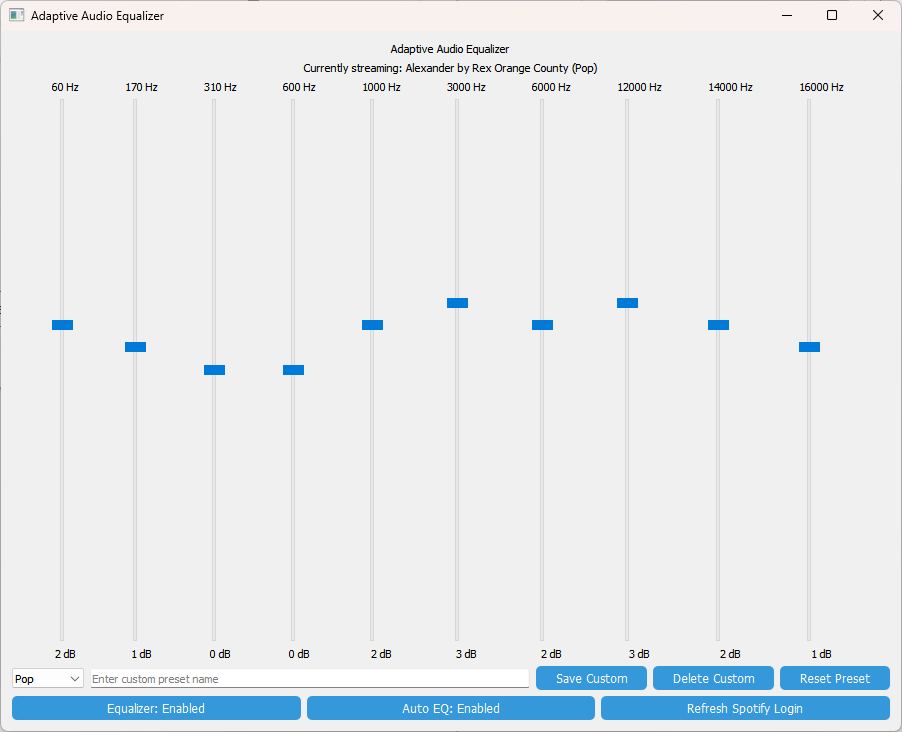 Adaptive Audio Equalizer
Adaptive Audio Equalizer
Currently streaming: Alexander by Rex Orange County (Pop)
60 Hz 170 Hz 310 Hz 600 Hz 1000 Hz 3000 Hz 6000 Hz 12000 Hz 14000 Hz 16000 Hz
2 dB 1 dB 0 dB 0 dB 2 dB 3 dB 2 dB 3 dB 2 dB 1 dB
Pop Enter custom preset name Save Custom Delete Custom Reset Preset
Equalizer: Enabled Auto EQ: Enabled Refresh Spotify Login